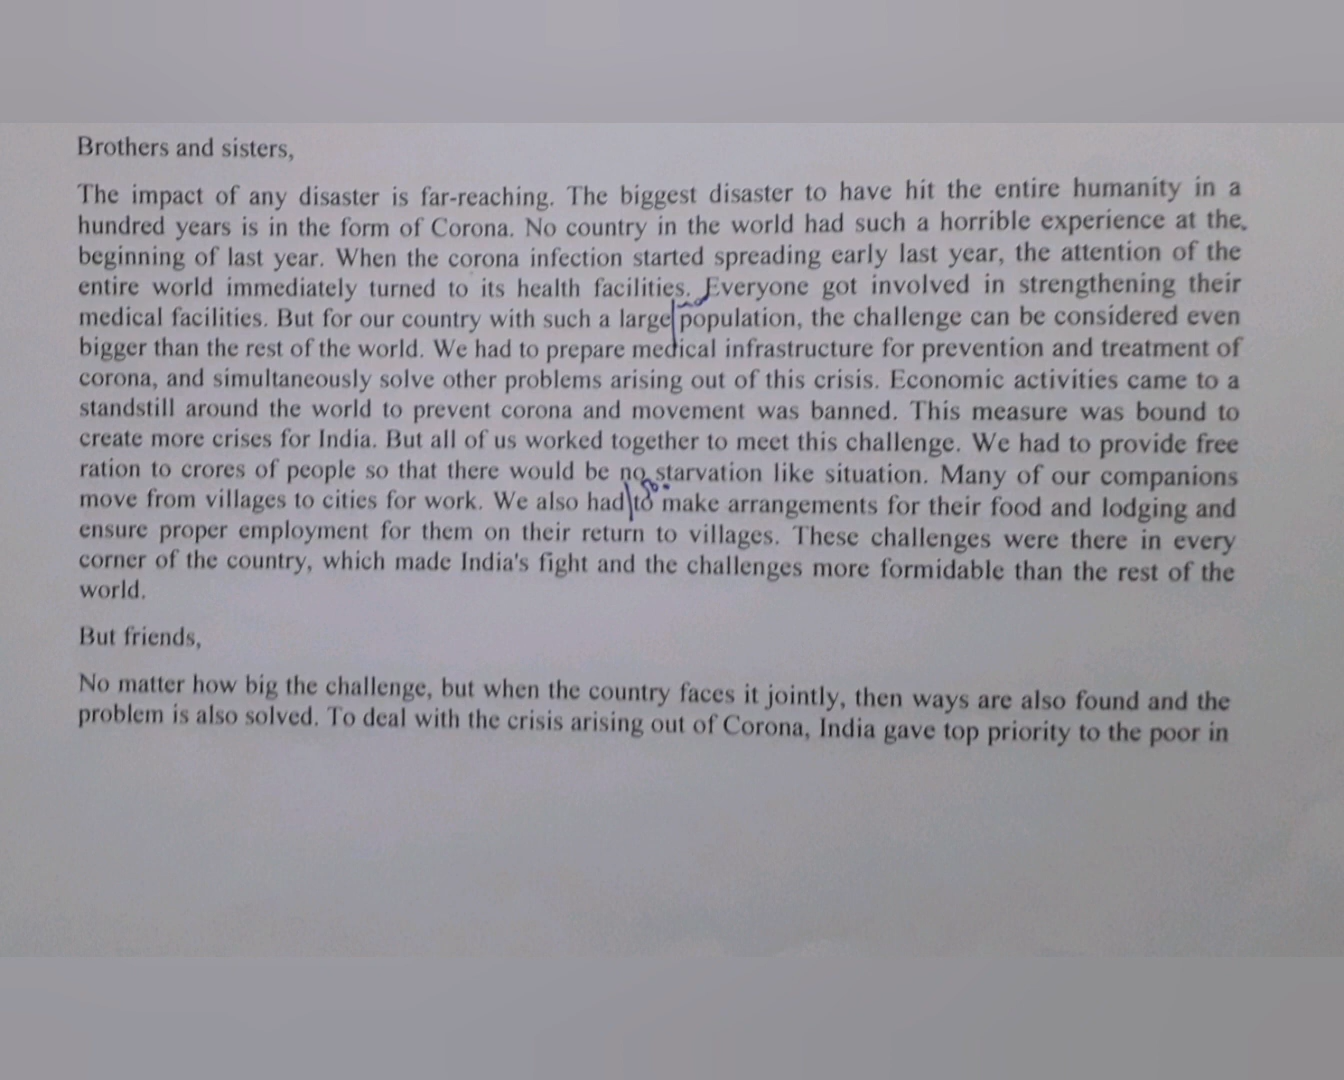 Brothers and sisters,
The impact of any disaster is far-reaching. The biggest disaster to have hit the entire humanity in a
hundred years is in the form of Corona. No country in the world had such a horrible experience at the
beginning of last year. When the corona infection started spreading early last year, the attention of the
entire world immediately turned to its health facilities. Everyone got involved in strengthening their
medical facilities. But for our country with such a large population, the challenge can be considered even
bigger than the rest of the world. We had to prepare medical infrastructure for prevention and treatment of
corona, and simultaneously solve other problems arising out of this crisis. Economic activities came to a
standstill around the world to prevent corona and movement was banned. This measure was bound to
create more crises for India. But all of us worked together to meet this challenge. We had to provide free
ration to crores of people so that there would be no starvation like situation. Many of our companions
move from villages to cities for work. We also had to make arrangements for their food and lodging and
ensure proper employment for them on their return to villages. These challenges were there in every
corner of the country, which made India's fight and the challenges more formidable than the rest of the
world.
But friends,
No matter how big the challenge, but when the country faces it jointly, then ways are also found and the
problem is also solved. To deal with the crisis arising out of Corona, India gave top priority to the poor in